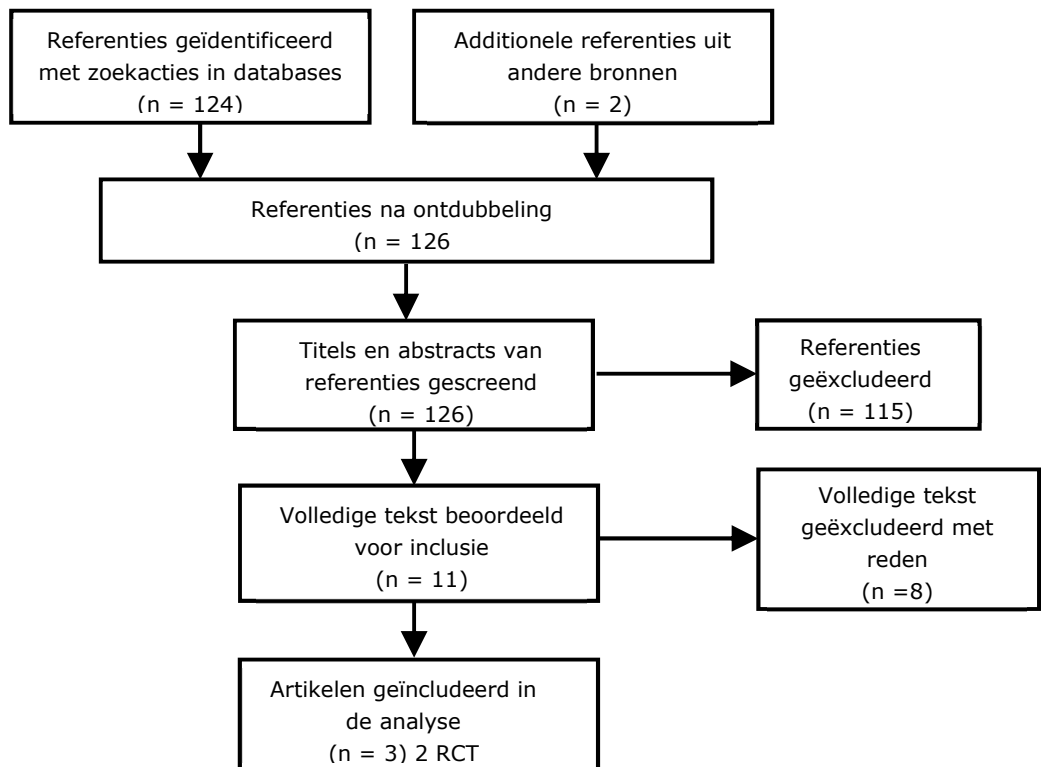 Referenties geïdentificeerd
met zoekacties in databases
(n = 124)
Additionele referenties uit
andere bronnen
(n = 2)
Referenties na ontdubbeling
(n = 126
Titels en abstracts van
referenties gescreend
(n = 126)
Referenties
geëxcludeerd
(n = 115)
Volledige tekst beoordeeld
voor inclusie
(n = 11)
Volledige tekst
geëxcludeerd met
reden
(n =8)
Artikelen geïncludeerd in
de analyse
(n = 3) 2 RCT